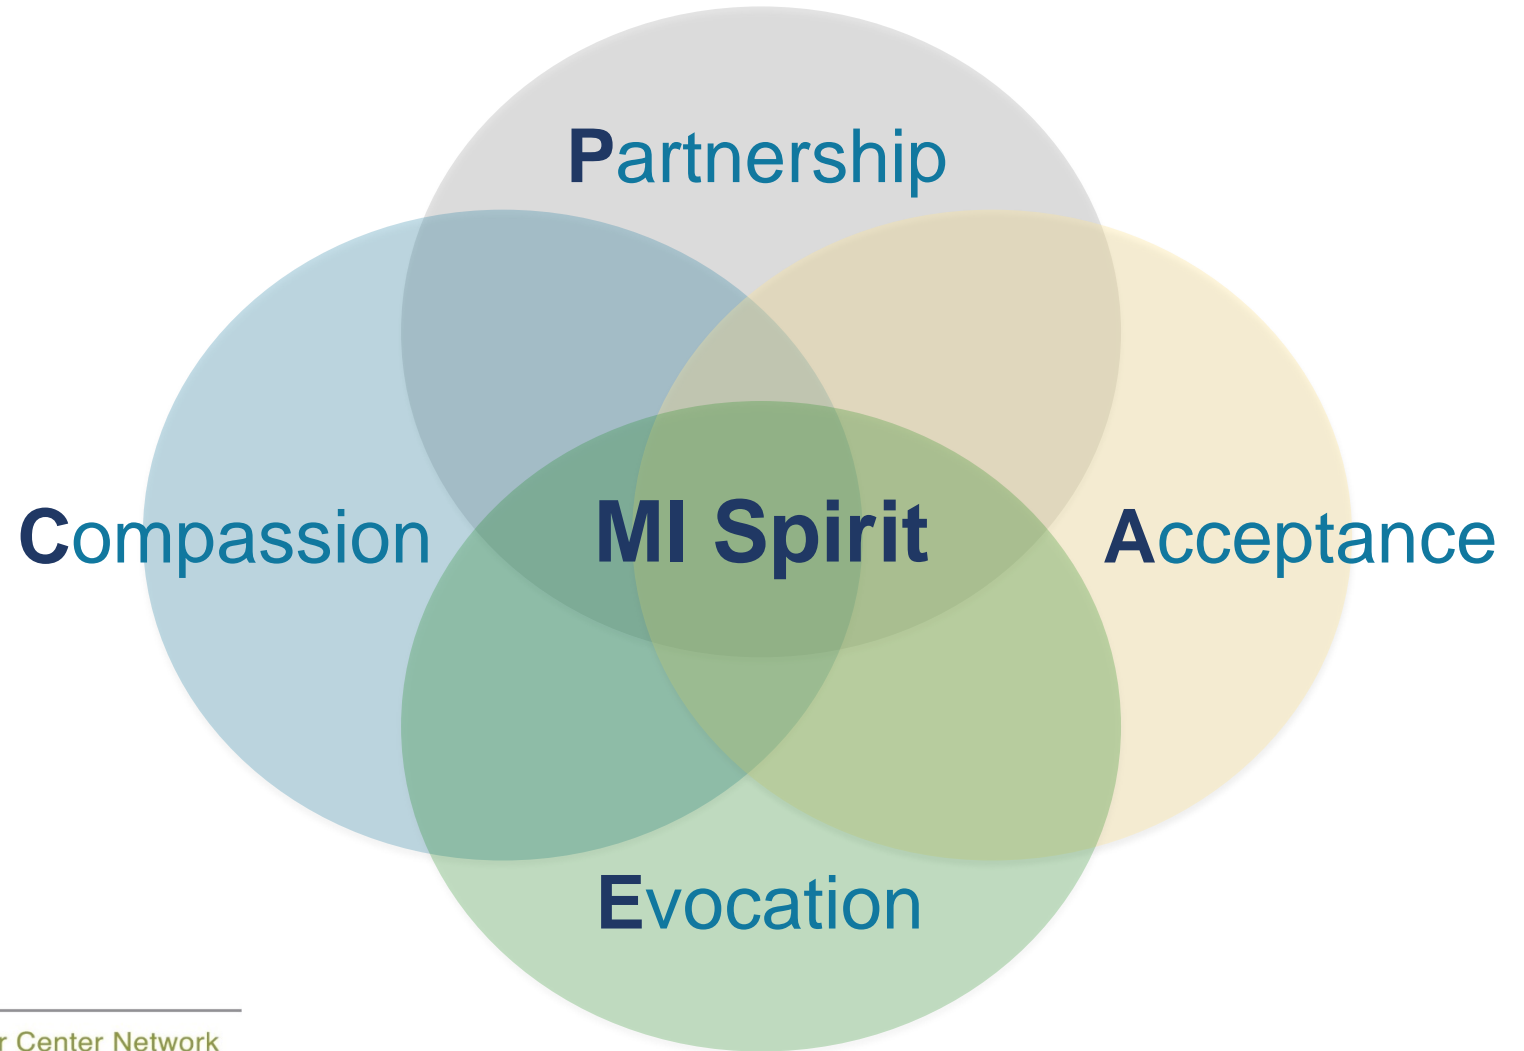 Partnership
Compassion
MI Spirit
Acceptance
Evocation
r Center Network